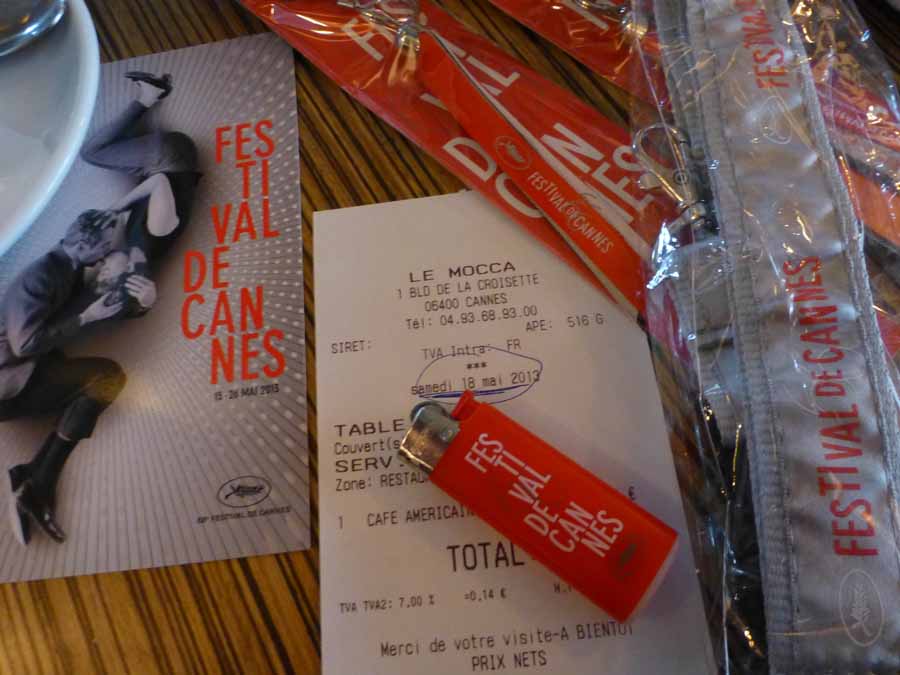 FES
TI
VAL
DE
CAN
NES
15 - 26 MAI 2013
66e FESTIVAL DE CANNES
FESTIVAL DE CANNES
LE MOCCA
1 BLD DE LA CROISETTE
06400 CANNES
Tél: 04.93.68.93.00
APE: 516 G
SIRET:
TVA Intra: FR
***
samedi 18 mai 2013
TABLE
Couvert(s
SERV
Zone: RESTAU
€
1 CAFE AMERICAIN
TOTAL
TVA TVA2: 7.00 % =0.14 €
Merci de votre visite-A BIENTOT
PRIX NETS
FES
TI
VAL
DE
CAN
NES
FESTIVAL DE CANNES
FESTIVAL DE CANNES